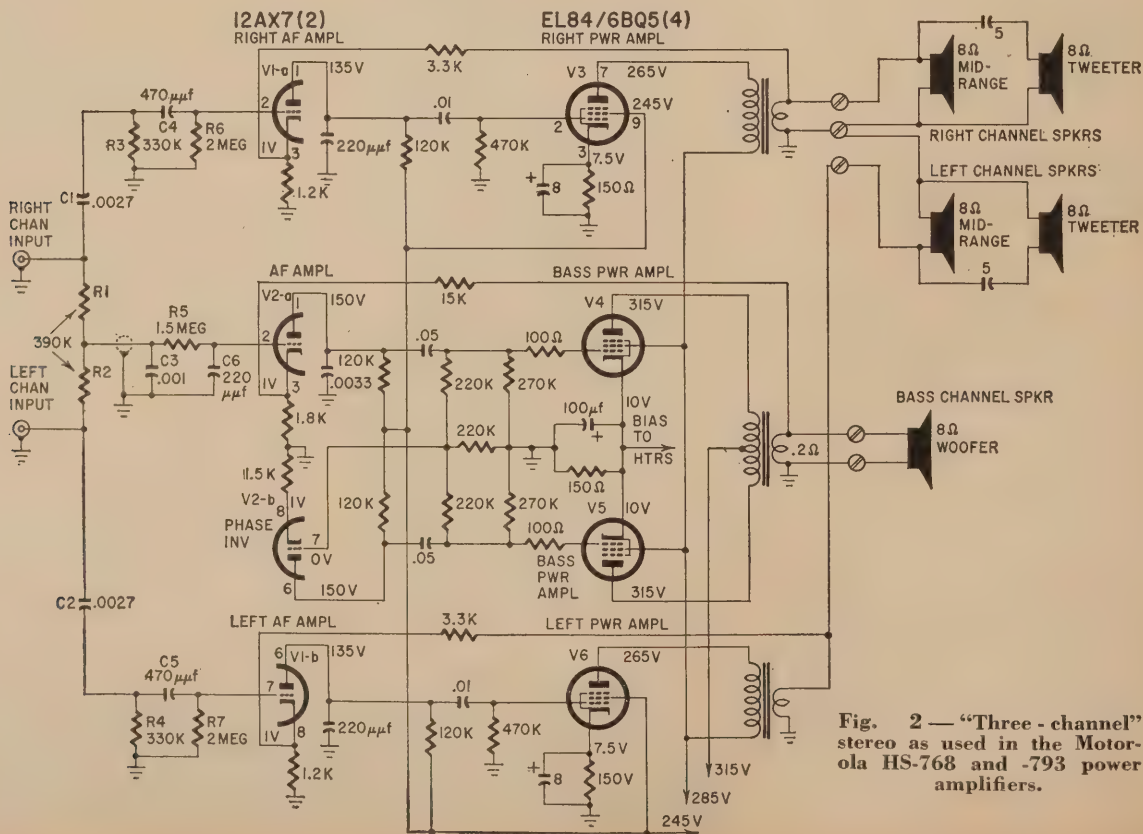 12AX7(2)
RIGHT AF AMPL
EL84/6BQ5(4)
RIGHT PWR AMPL
V1-a
1
135V
3.3K
V3
7
265V
470μμf
C4
2
R3
330K
R6
2 MEG
1V
3
1.2K
220μμf
.01
120K
470K
2
245V
9
3
7.5V
+
8
150Ω
5
8Ω
MID-
RANGE
8Ω
TWEETER
RIGHT CHANNEL SPKRS
LEFT CHANNEL SPKRS
8Ω
MID-
RANGE
8Ω
TWEETER
5
C1
.0027
RIGHT
CHAN
INPUT
R1
390K
R2
LEFT CHAN
INPUT
AF AMPL
V2-a
1
150V
15K
BASS PWR AMPL
V4
315V
R5
1.5 MEG
2
C3
.001
C6
220
μμf
1V
3
1.8K
120K
.0033
.05
220K
270K
100Ω
10V
100μf
+
BIAS
TO
HTRS
220K
150Ω
11.5K
V2-b
8
1V
PHASE
INV
7
0V
6
150V
120K
220K
270K
.05
100Ω
V5
10V
BASS
PWR
AMPL
315V
BASS CHANNEL SPKR
.2Ω
8Ω
WOOFER
C2
.0027
LEFT AF AMPL
3.3K
LEFT PWR AMPL
C5
470μμf
6
V1-b
135V
7
R4
330K
R7
2 MEG
1V
8
1.2K
220μμf
.01
120K
470K
V6
265V
7.5V
+
8
150V
315V
285V
245V
Fig. 2 — “Three-channel”
stereo as used in the Motor-
ola HS-768 and -793 power
amplifiers.